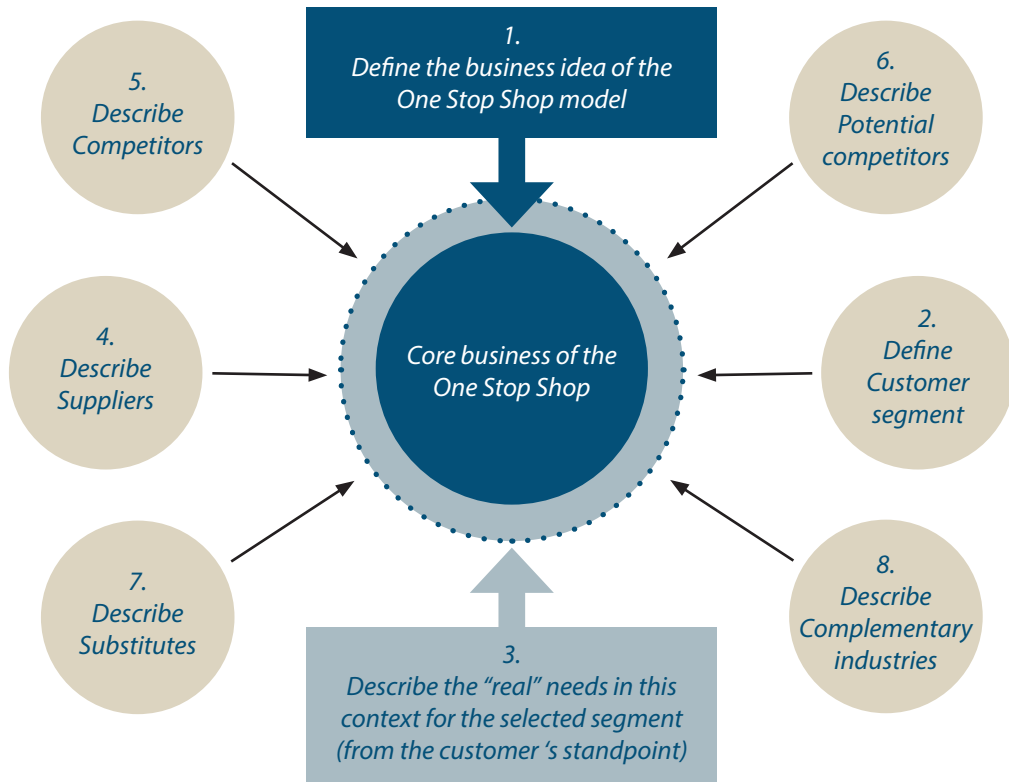 1.
Define the business idea of the
One Stop Shop model
5.
Describe
Competitors
6.
Describe
Potential
competitors
4.
Describe
Suppliers
Core business of the
One Stop Shop
2.
Define
Customer
segment
7.
Describe
Substitutes
8.
Describe
Complementary
industries
3.
Describe the “real” needs in this
context for the selected segment
(from the customer ‘s standpoint)